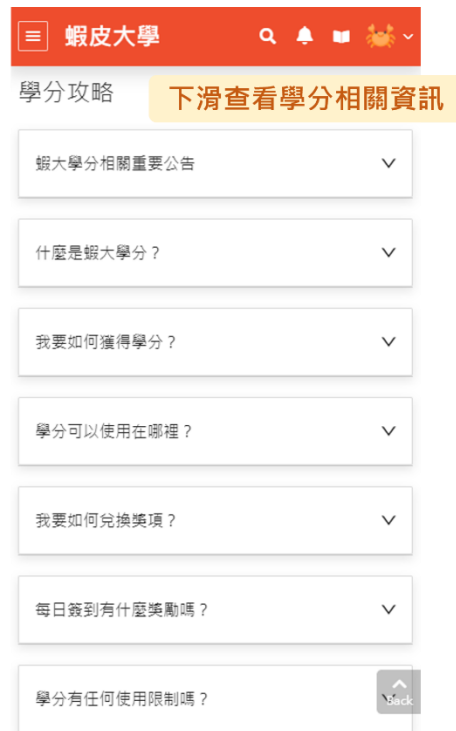 蝦皮大學
學分攻略
下滑查看學分相關資訊
蝦大學分相關重要公告
什麼是蝦大學分？
我要如何獲得學分？
學分可以使用在哪裡？
我要如何兌換獎項？
每日簽到有什麼獎勵嗎？
學分有任何使用限制嗎？
Back